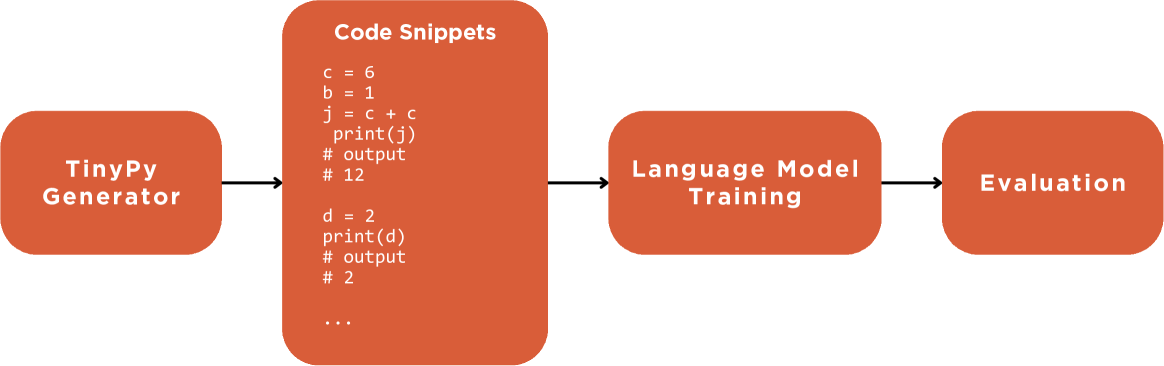 TinyPy
Generator
Code Snippets
c = 6
b = 1
j = c + c
 print(j)
# output
# 12

d = 2
print(d)
# output
# 2

...
Language Model
Training
Evaluation